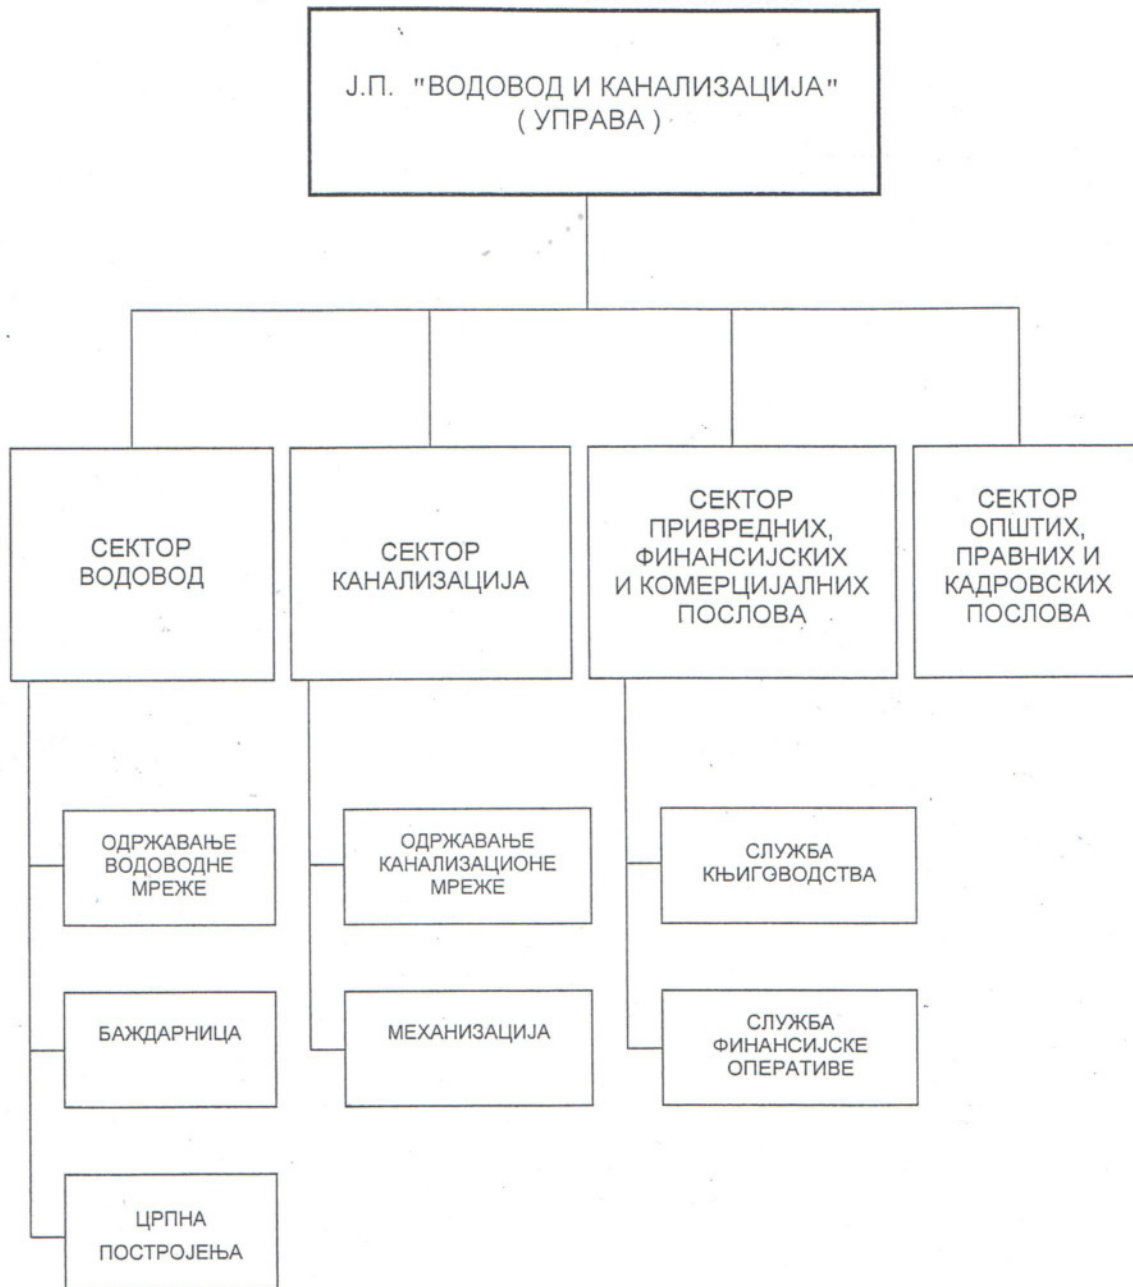 Ј.П. "ВОДОВОД И КАНАЛИЗАЦИЈА"
( УПРАВА )
СЕКТОР
ВОДОВОД
СЕКТОР
КАНАЛИЗАЦИЈА
СЕКТОР
ПРИВРЕДНИХ,
ФИНАНСИЈСКИХ
И КОМЕРЦИЈАЛНИХ
ПОСЛОВА
СЕКТОР
ОПШТИХ,
ПРАВНИХ И
КАДРОВСКИХ
ПОСЛОВА
ОДРЖАВАЊЕ
ВОДОВОДНЕ
МРЕЖЕ
ОДРЖАВАЊЕ
КАНАЛИЗАЦИОНЕ
МРЕЖЕ
СЛУЖБА
КЊИГОВОДСТВА
БАЖДАРНИЦА
МЕХАНИЗАЦИЈА
СЛУЖБА
ФИНАНСИЈСКЕ
ОПЕРАТИВЕ
ЦРПНА
ПОСТРОЈЕЊА